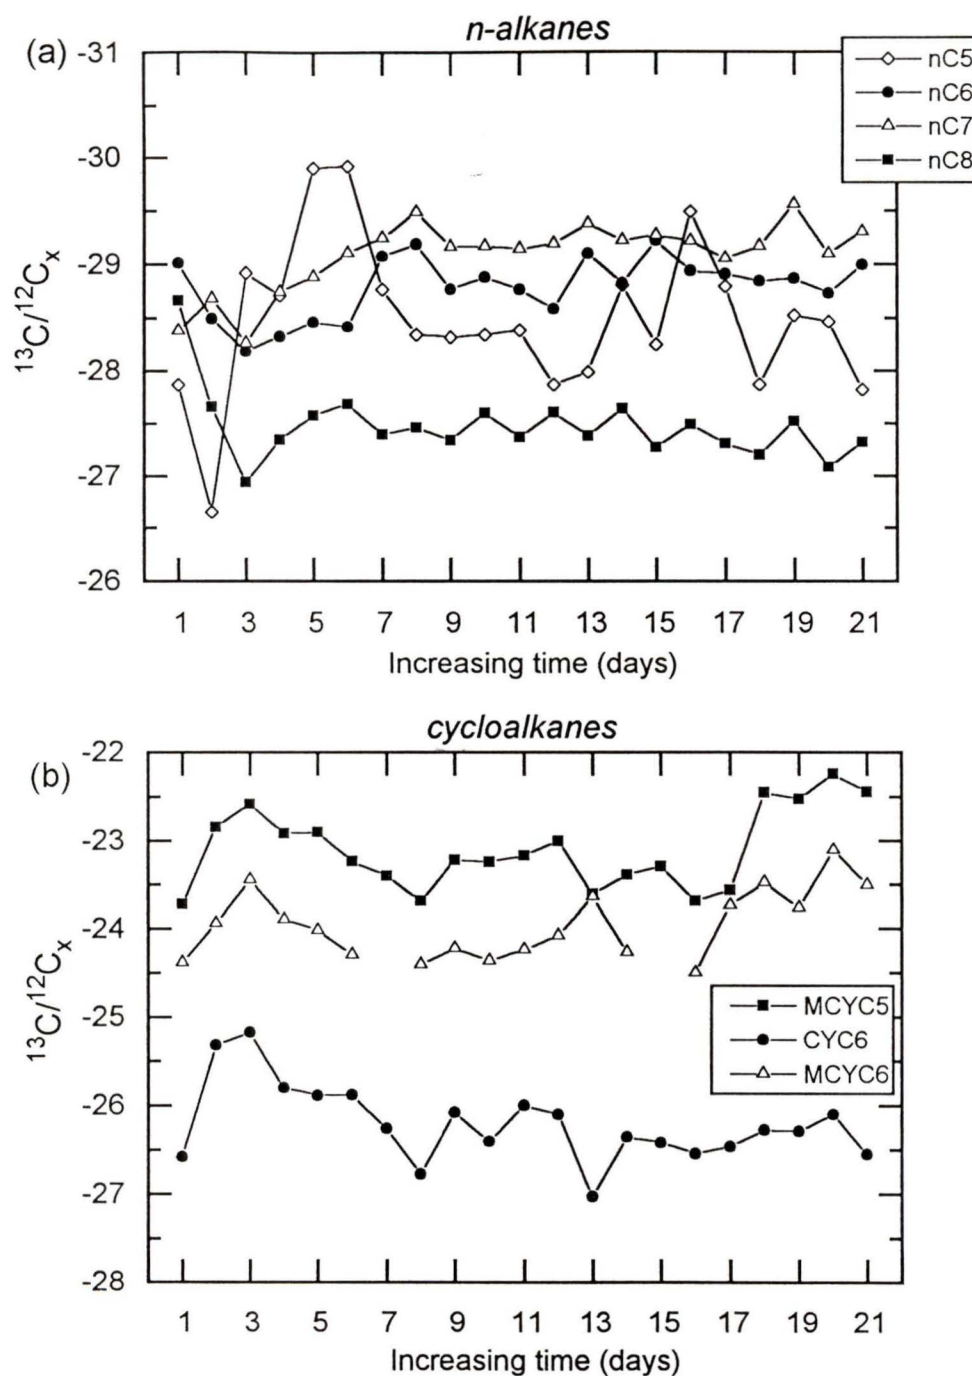 n-alkanes
(a)
-31
-30
-29
-28
-27
-26
¹³C/¹²Cₓ
nC5
nC6
nC7
nC8
1 3 5 7 9 11 13 15 17 19 21
Increasing time (days)
cycloalkanes
(b)
-22
-23
-24
-25
-26
-27
-28
¹³C/¹²Cₓ
MCYC5
CYC6
MCYC6
1 3 5 7 9 11 13 15 17 19 21
Increasing time (days)